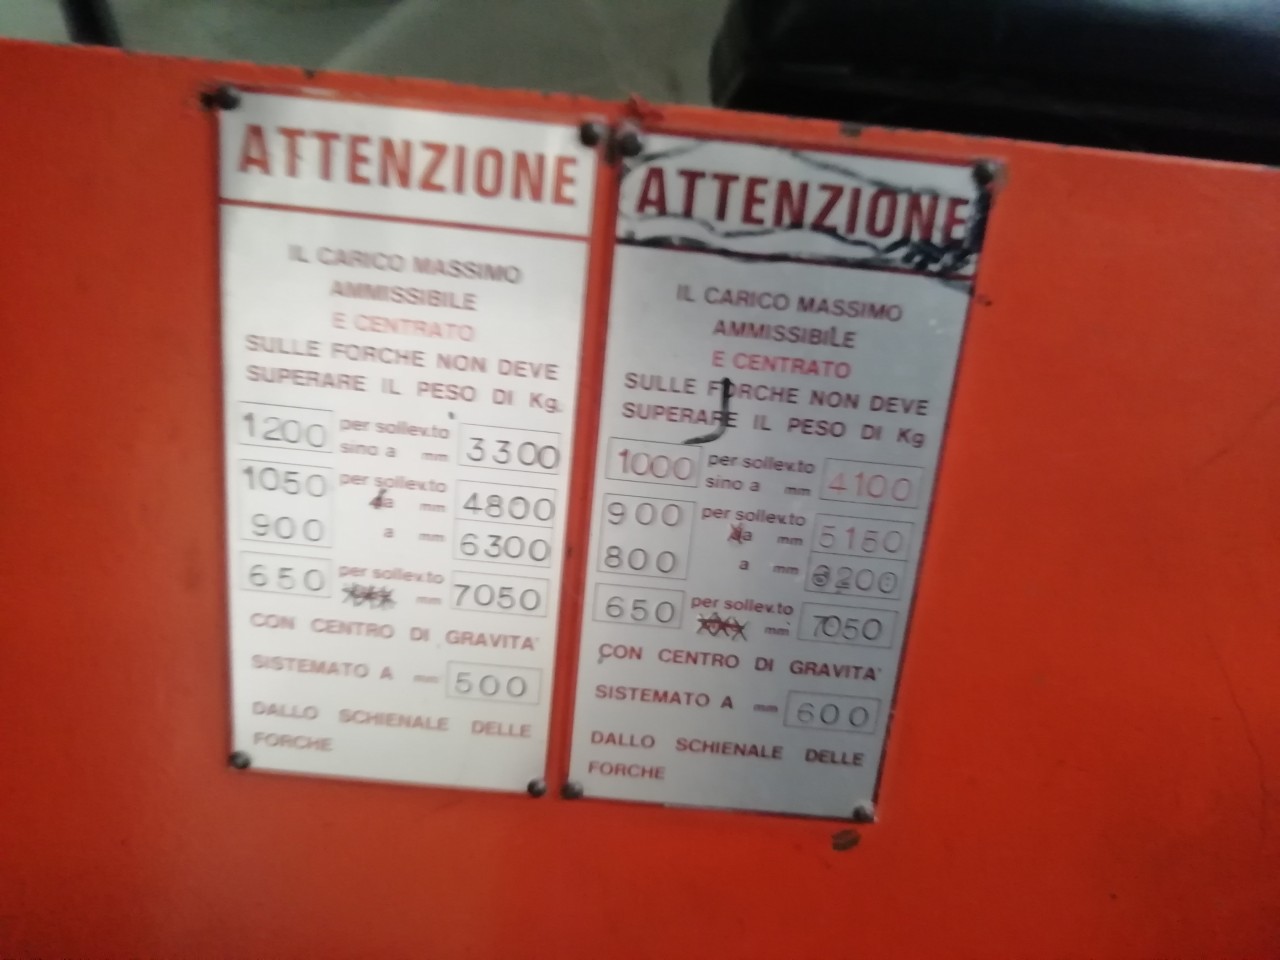 ATTENZIONE
IL CARICO MASSIMO
AMMISSIBILE
E CENTRATO
SULLE FORCHE NON DEVE
SUPERARE IL PESO DI Kg.
1200 per sollev.to sino a mm 3300
1050 per sollev.to a mm 4800
900 a mm 6300
650 per sollev.to mm 7050
CON CENTRO DI GRAVITA'
SISTEMATO A mm 500
DALLO SCHIENALE DELLE
FORCHE
ATTENZIONE
IL CARICO MASSIMO
AMMISSIBILE
E CENTRATO
SULLE FORCHE NON DEVE
SUPERARE IL PESO DI Kg
1000 per sollev.to sino a mm 4100
900 per sollev.to a mm 5150
800 a mm 6200
650 per sollev.to mm 7050
CON CENTRO DI GRAVITA'
SISTEMATO A mm 600
DALLO SCHIENALE DELLE
FORCHE